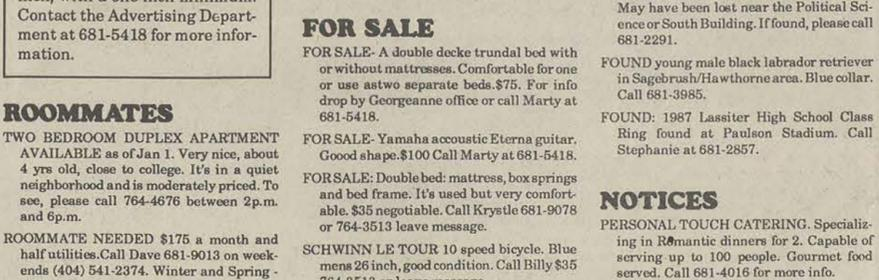 Contact the Advertising Depart-
ment at 681-5418 for more infor-
mation.
ROOMMATES
TWO BEDROOM DUPLEX APARTMENT
AVAILABLE as of Jan 1. Very nice, about
4 yrs old, close to college. It's in a quiet
neighborhood and is moderately priced. To
see, please call 764-4676 between 2p.m.
and 6p.m.
ROOMMATE NEEDED $175 a month and
half utilities.Call Dave 681-9013 on week-
ends (404) 541-2374. Winter and Spring -
FOR SALE
FOR SALE- A double decke trundal bed with
or without mattresses. Comfortable for one
or use astwo separate beds.$75. For info
drop by Georgeanne office or call Marty at
681-5418.
FOR SALE- Yamaha accoustic Eterna guitar.
Goood shape.$100 Call Marty at 681-5418.
FOR SALE: Double bed: mattress, box springs
and bed frame. It's used but very comfort-
able. $35 negotiable. Call Krystle 681-9078
or 764-3513 leave message.
SCHWINN LE TOUR 10 speed bicycle. Blue
mens 26 inch, good condition. Call Billy $35
May have been lost near the Political Sci-
ence or South Building. If found, please call
681-2291.
FOUND young male black labrador retriever
in Sagebrush/Hawthorne area. Blue collar.
Call 681-3985.
FOUND: 1987 Lassiter High School Class
Ring found at Paulson Stadium. Call
Stephanie at 681-2857.
NOTICES
PERSONAL TOUCH CATERING. Specializ-
ing in Romantic dinners for 2. Capable of
serving up to 100 people. Gourmet food
served. Call 681-4016 for more info.